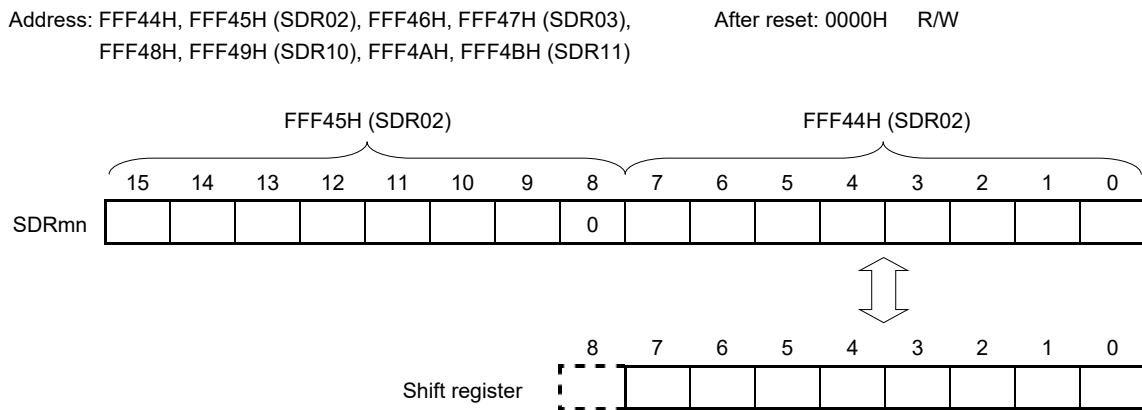 Address: FFF44H, FFF45H (SDR02), FFF46H, FFF47H (SDR03), After reset: 0000H R/W
FFF48H, FFF49H (SDR10), FFF4AH, FFF4BH (SDR11)
FFF45H (SDR02) FFF44H (SDR02)
15 14 13 12 11 10 9 8 7 6 5 4 3 2 1 0
SDRmn 0
8 7 6 5 4 3 2 1 0
Shift register